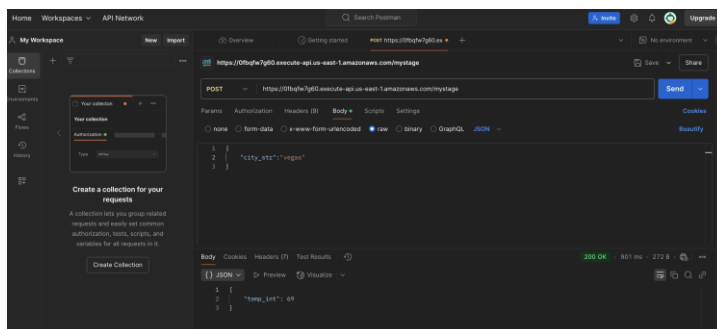 Home Workspaces API Network Search Postman Invite Upgrade
My Workspace New Import Overview Getting started POST https://0fbqfw7g60.ex No environment
Collections
https://0fbqfw7g60.execute-api.us-east-1.amazonaws.com/mystage Save Share
Environments
POST https://0fbqfw7g60.execute-api.us-east-1.amazonaws.com/mystage Send
Flows
History
Your collection
Your collection
Authorization
Type
Params Authorization Headers (9) Body Scripts Settings Cookies
none form-data x-www-form-urlencoded raw binary GraphQL JSON Beautify
1 {
2 "city_str":"vegas"
3 }
Create a collection for your
requests
A collection lets you group related
requests and easily set common
authorization, tests, scripts, and
variables for all requests in it.
Create Collection
Body Cookies Headers (7) Test Results 200 OK 901 ms 272 B
{} JSON Preview Visualize
1 {
2 "temp_int": 69
3 }